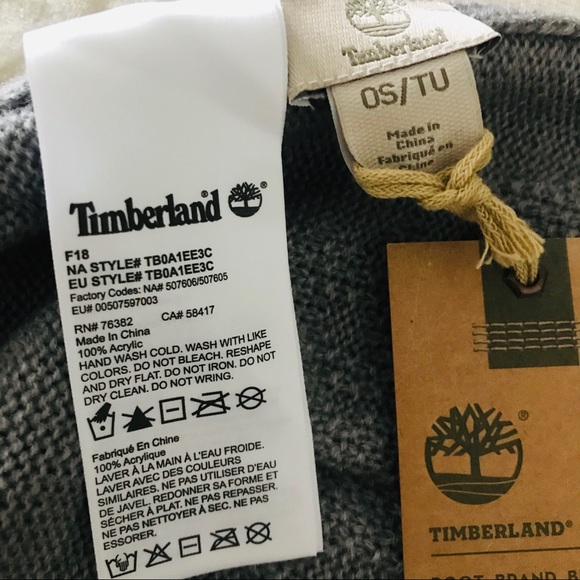 Timberland®
OS/TU
Made in
China
Fabriqué en
Chine
Timberland®
F18
NA STYLE# TB0A1EE3C
EU STYLE# TB0A1EE3C
Factory Codes: NA# 507606/507605
EU# 00507597003
RN# 76382 CA# 58417
Made In China
100% Acrylic
HAND WASH COLD. WASH WITH LIKE
COLORS. DO NOT BLEACH. RESHAPE
AND DRY FLAT. DO NOT IRON. DO NOT
DRY CLEAN. DO NOT WRING.
Fabriqué En Chine
100% Acrylique
LAVER À LA MAIN À L'EAU FROIDE.
LAVER AVEC DES COULEURS
SIMILAIRES. NE PAS UTILISER D'EAU
DE JAVEL. REDONNER SA FORME ET
SÉCHER À PLAT. NE PAS REPASSER.
NE PAS NETTOYER À SEC. NE PAS
ESSORER.
TIMBERLAND®